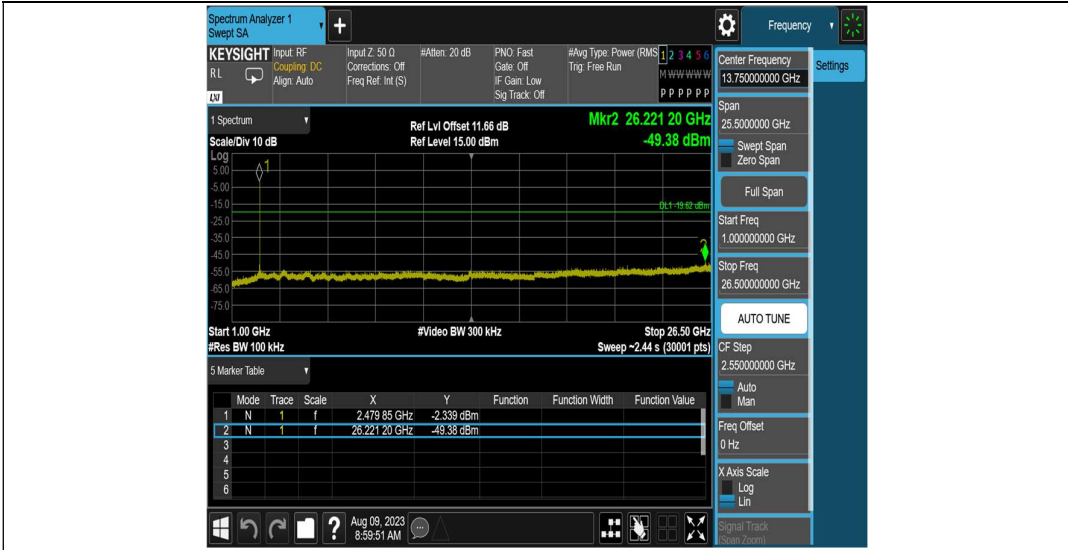 Spectrum Analyzer 1
Swept SA
+
Frequency
KEYSIGHT
RL
LXI
Input: RF
Coupling: DC
Align: Auto
Input Z: 50 Ω
Corrections: Off
Freq Ref: Int (S)
#Atten: 20 dB
PNO: Fast
Gate: Off
IF Gain: Low
Sig Track: Off
#Avg Type: Power (RMS
Trig: Free Run
1 2 3 4 5 6
M W W W W W
P P P P P P
Center Frequency
13.750000000 GHz
Settings
Span
25.5000000 GHz
Swept Span
Zero Span
Full Span
Start Freq
1.000000000 GHz
Stop Freq
26.500000000 GHz
AUTO TUNE
CF Step
2.550000000 GHz
Auto
Man
Freq Offset
0 Hz
X Axis Scale
Log
Lin
Signal Track
(Span Zoom)
1 Spectrum
Scale/Div 10 dB
Ref Lvl Offset 11.66 dB
Ref Level 15.00 dBm
Mkr2 26.221 20 GHz
-49.38 dBm
Log
5.00
-5.00
-15.0
-25.0
-35.0
-45.0
-55.0
-65.0
-75.0
1
DL1 -19.62 dBm
2
Start 1.00 GHz
#Video BW 300 kHz
Stop 26.50 GHz
#Res BW 100 kHz
Sweep ~2.44 s (30001 pts)
5 Marker Table
Mode Trace Scale X Y Function Function Width Function Value
1 N 1 f 2.479 85 GHz -2.339 dBm
2 N 1 f 26.221 20 GHz -49.38 dBm
3
4
5
6
?
Aug 09, 2023
8:59:51 AM